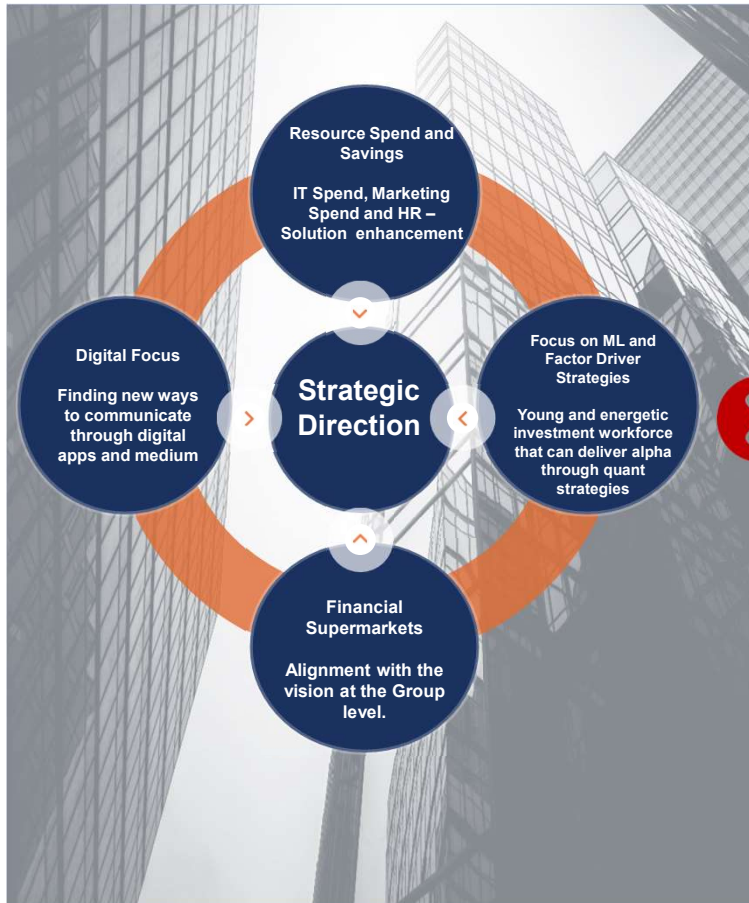 Resource Spend and
Savings
IT Spend, Marketing
Spend and HR –
Solution enhancement
Digital Focus
Finding new ways
to communicate
through digital
apps and medium
Strategic
Direction
Focus on ML and
Factor Driver
Strategies
Young and energetic
investment workforce
that can deliver alpha
through quant
strategies
Financial
Supermarkets
Alignment with the
vision at the Group
level.